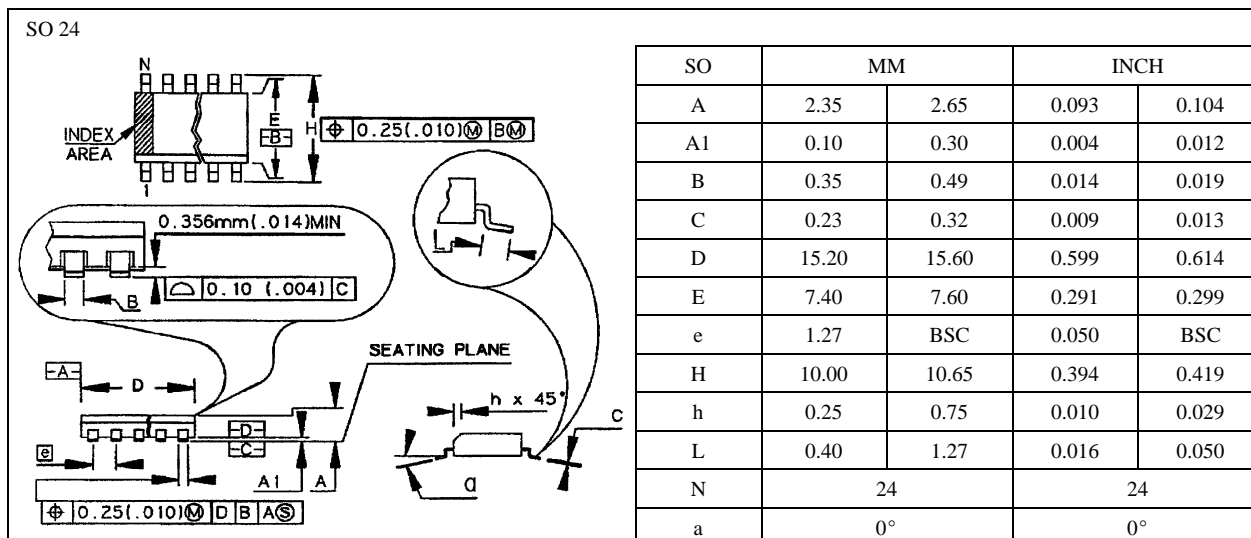 SO 24
N
INDEX
AREA
1
E
-B-
H
⌖ 0.25(.010)Ⓜ BⓂ
0.356mm(.014)MIN
B
⌓ 0.10 (.004) C
L
SEATING PLANE
-A-
D
h x 45°
C
-D-
-C-
e
A1
A
a
⌖ 0.25(.010)Ⓜ D B AⓈ
SO MM INCH
A 2.35 2.65 0.093 0.104
A1 0.10 0.30 0.004 0.012
B 0.35 0.49 0.014 0.019
C 0.23 0.32 0.009 0.013
D 15.20 15.60 0.599 0.614
E 7.40 7.60 0.291 0.299
e 1.27 BSC 0.050 BSC
H 10.00 10.65 0.394 0.419
h 0.25 0.75 0.010 0.029
L 0.40 1.27 0.016 0.050
N 24 24
a 0° 0°